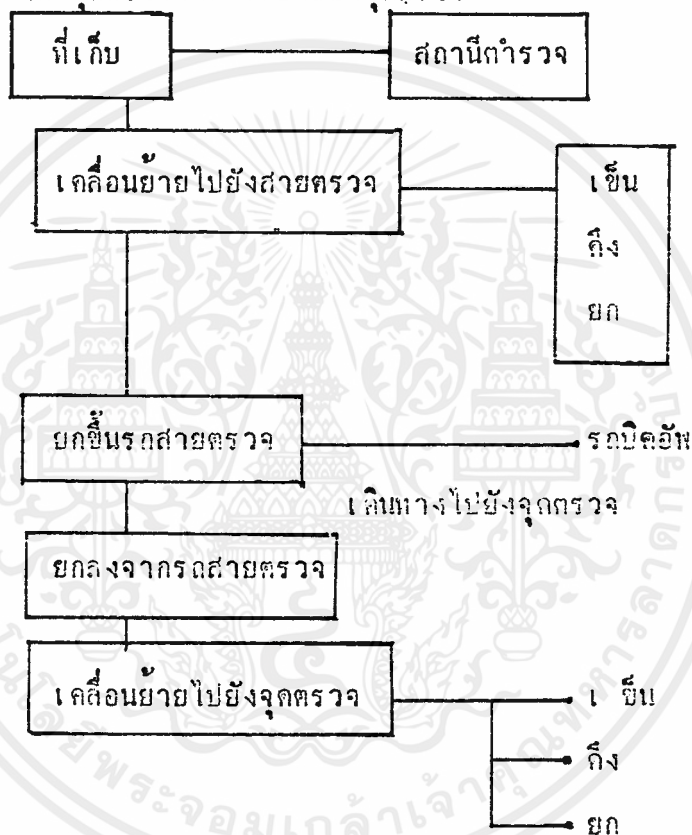 ที่เก็บ
สถานีตำรวจ
เคลื่อนย้ายไปยังสายตรวจ
เข็น
ดึง
ยก
ยกขึ้นรถสายตรวจ
รถปิคอัพ
เดินทางไปยังจุดตรวจ
ยกลงจากรถสายตรวจ
เคลื่อนย้ายไปยังจุดตรวจ
เข็น
ดึง
ยก